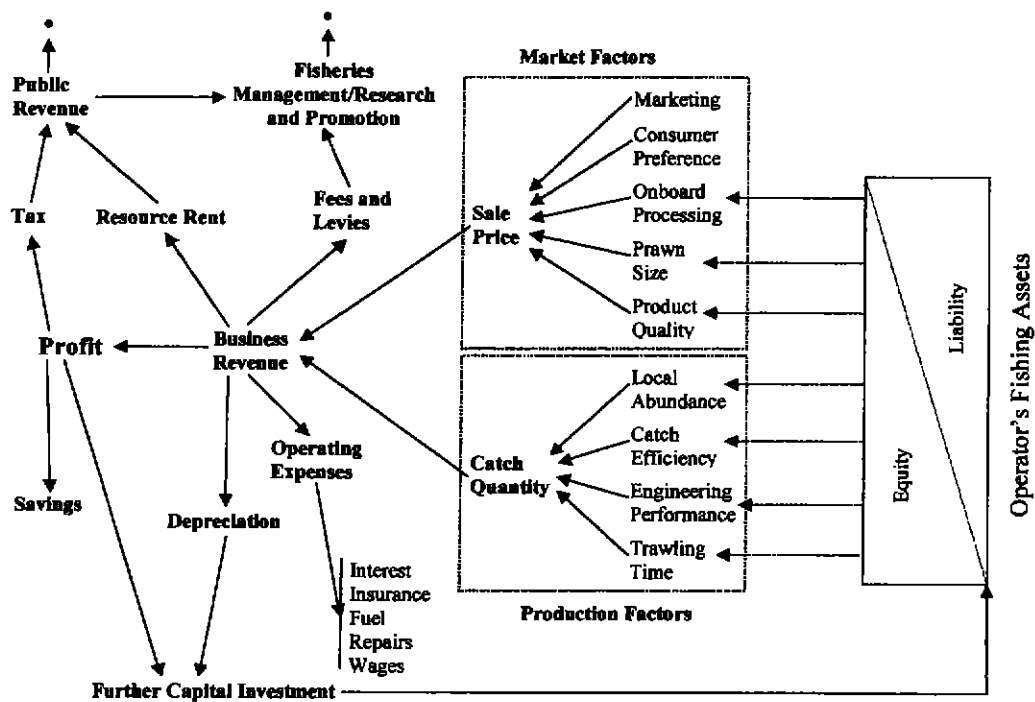 Public
Revenue
Fisheries
Management/Research
and Promotion
Tax
Resource Rent
Fees and
Levies
Profit
Business
Revenue
Operating
Expenses
Savings
Depreciation
Interest
Insurance
Fuel
Repairs
Wages
Further Capital Investment
Market Factors
Marketing
Consumer
Preference
Onboard
Processing
Prawn
Size
Product
Quality
Sale
Price
Local
Abundance
Catch
Efficiency
Engineering
Performance
Trawling
Time
Catch
Quantity
Production Factors
Liability
Equity
Operator's Fishing Assets